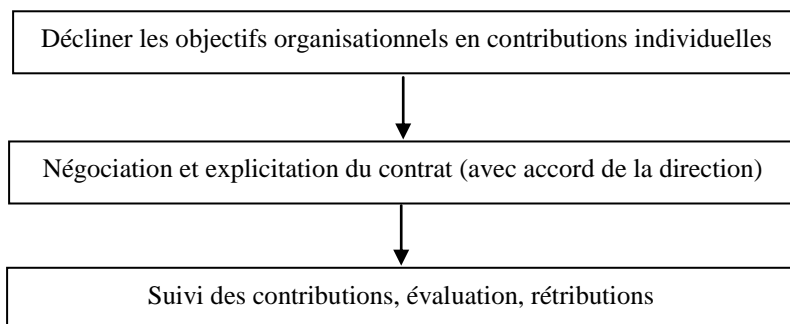 Décliner les objectifs organisationnels en contributions individuelles
Négociation et explicitation du contrat (avec accord de la direction)
Suivi des contributions, évaluation, rétributions